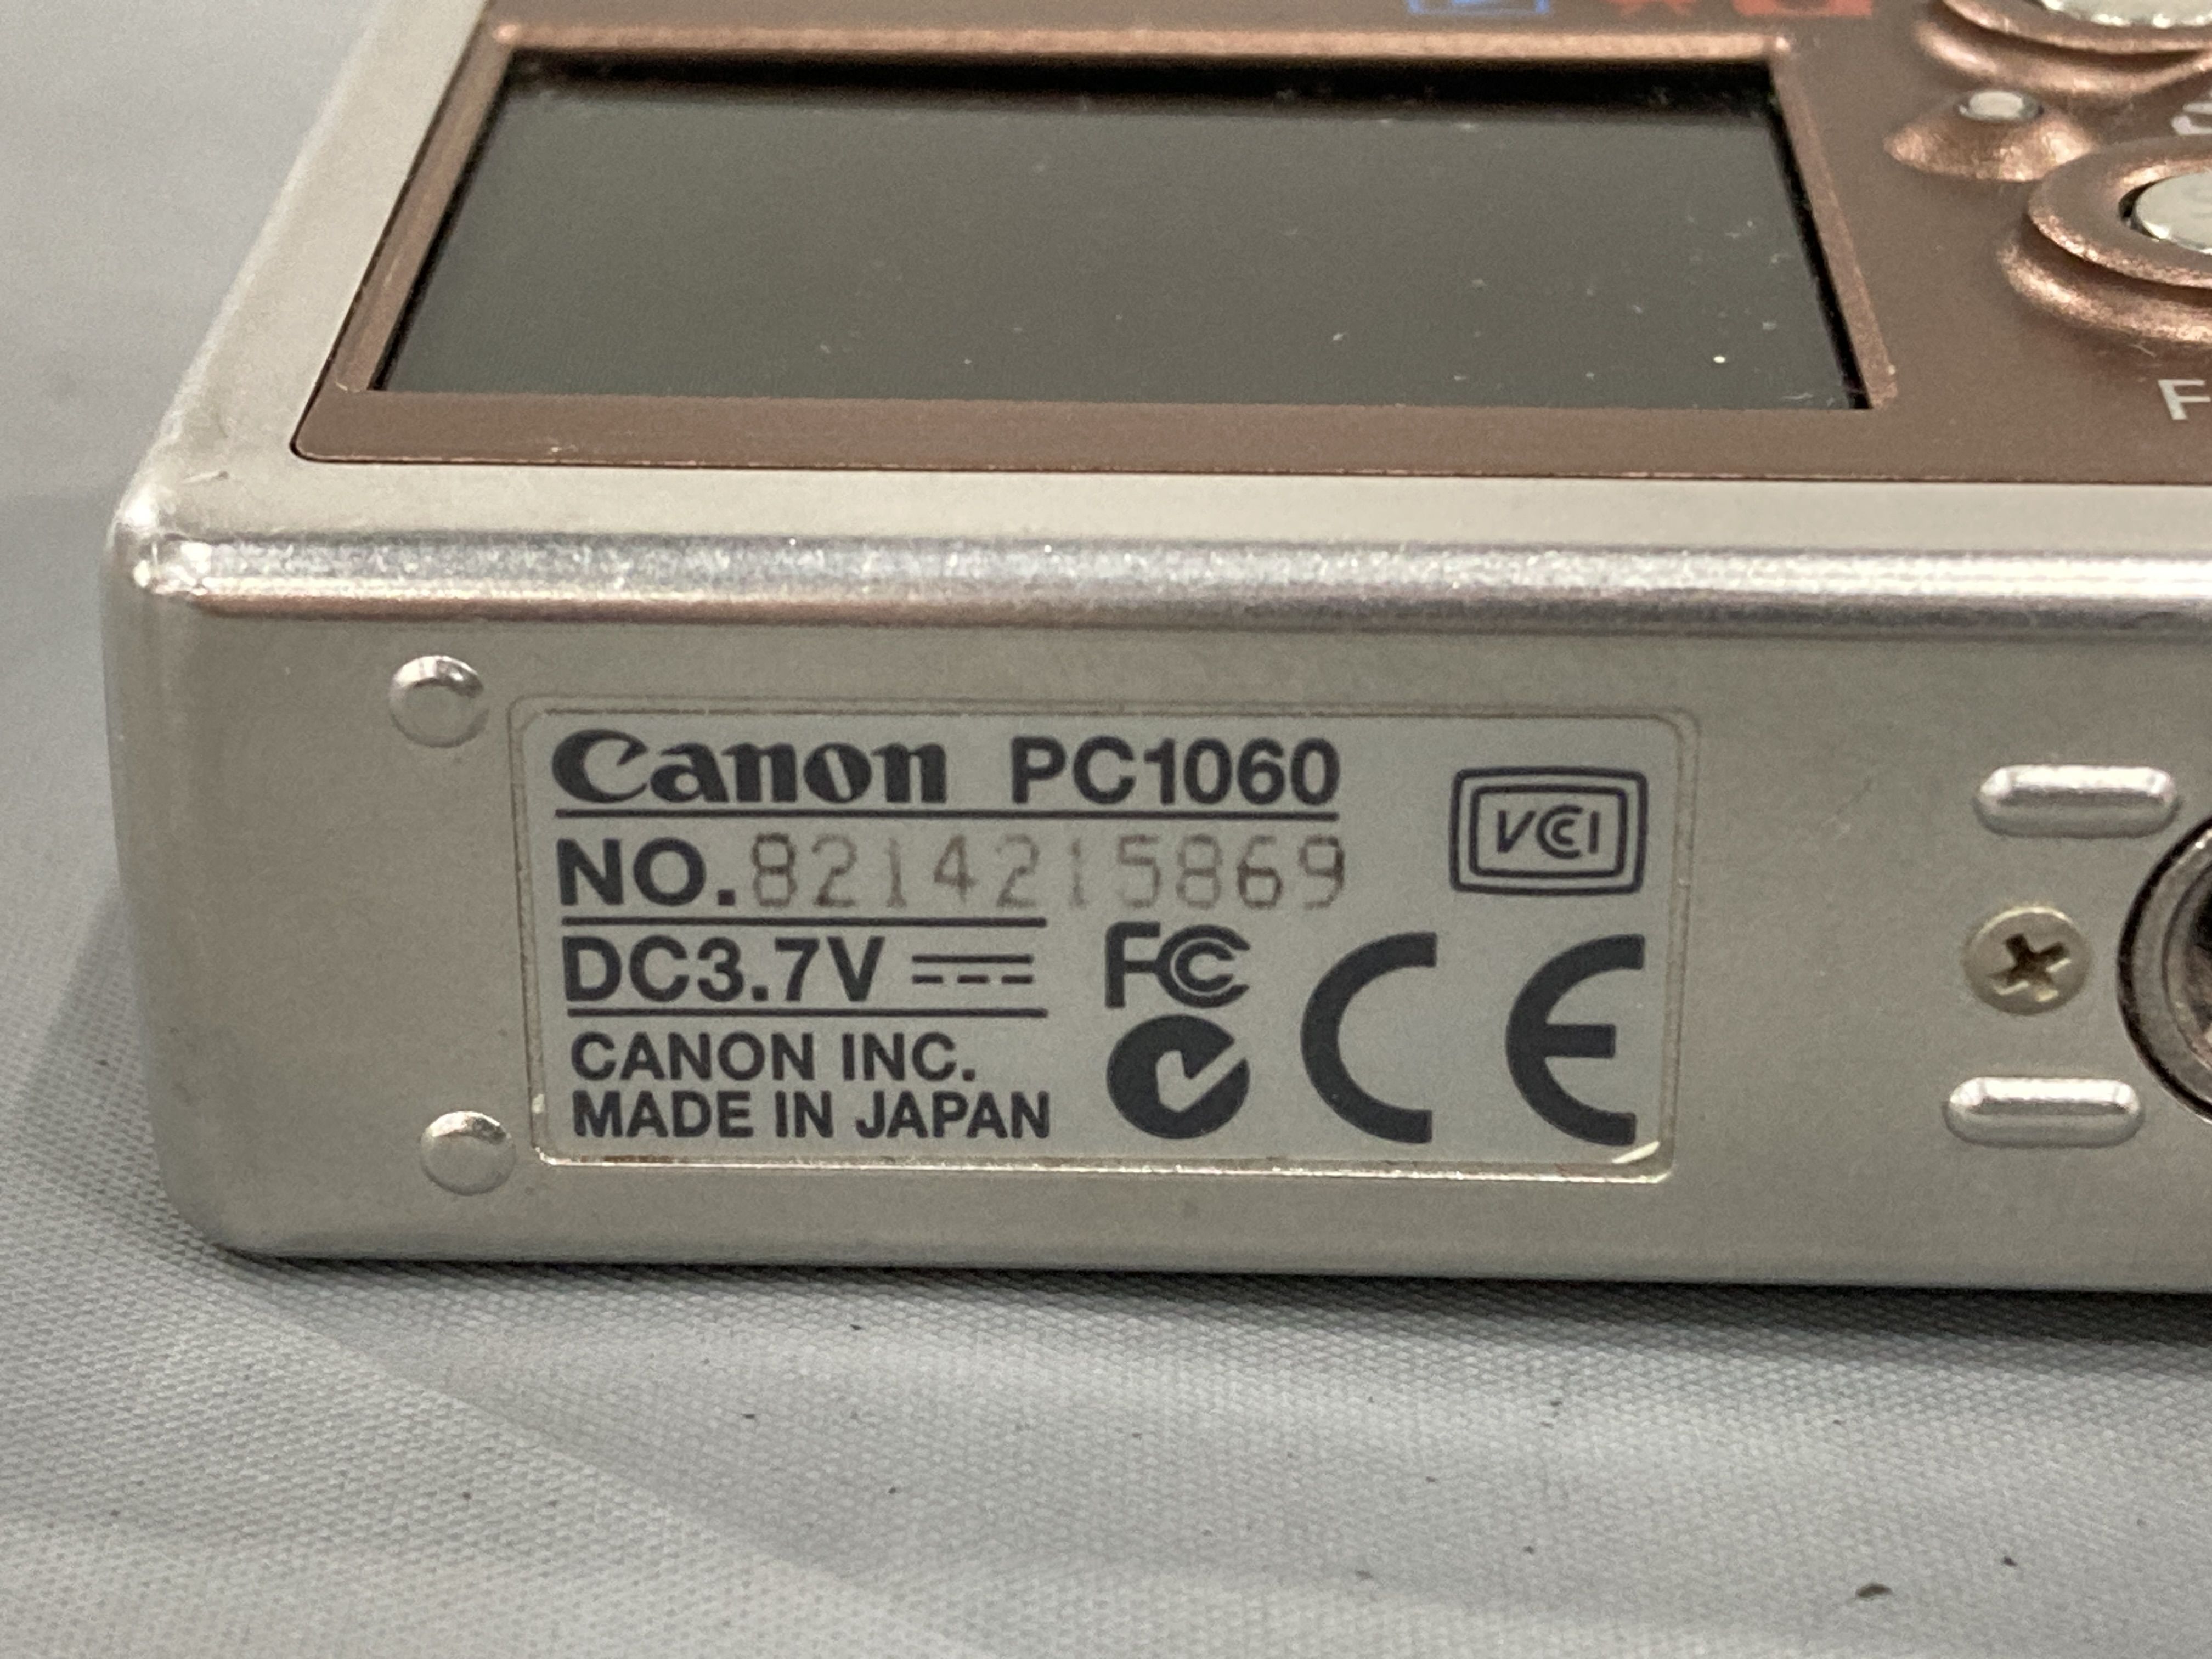 F
Canon PC1060
NO.8214215869
VCI
DC3.7V
FC
CE
CANON INC.
MADE IN JAPAN